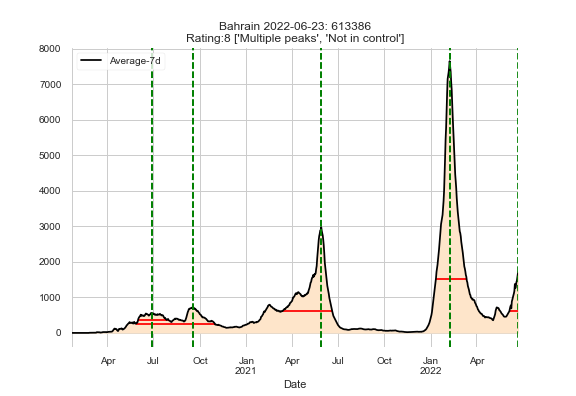 Bahrain 2022-06-23: 613386
Rating:8 ['Multiple peaks', 'Not in control']
Average-7d
8000
7000
6000
5000
4000
3000
2000
1000
0
Apr Jul Oct Jan Apr Jul Oct Jan Apr
2021 2022
Date